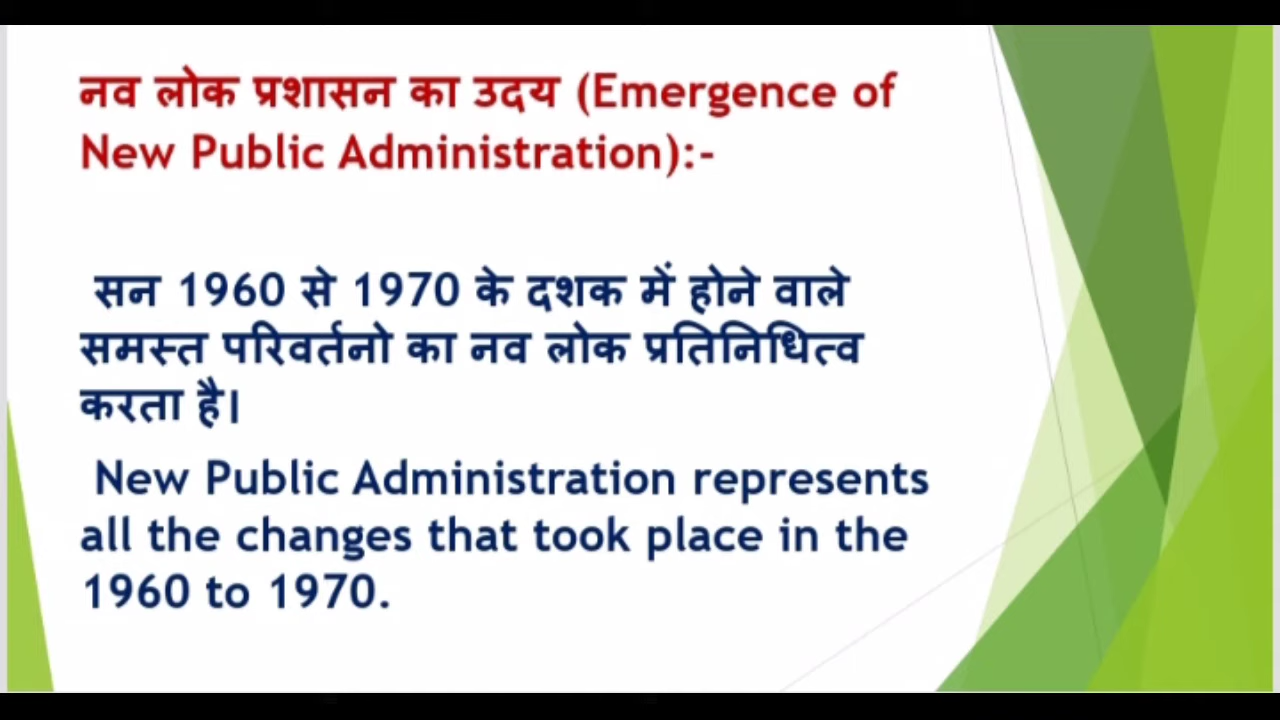 नव लोक प्रशासन का उदय (Emergence of
New Public Administration):-
सन 1960 से 1970 के दशक में होने वाले
समस्त परिवर्तनो का नव लोक प्रतिनिधित्व
करता है।
New Public Administration represents
all the changes that took place in the
1960 to 1970.